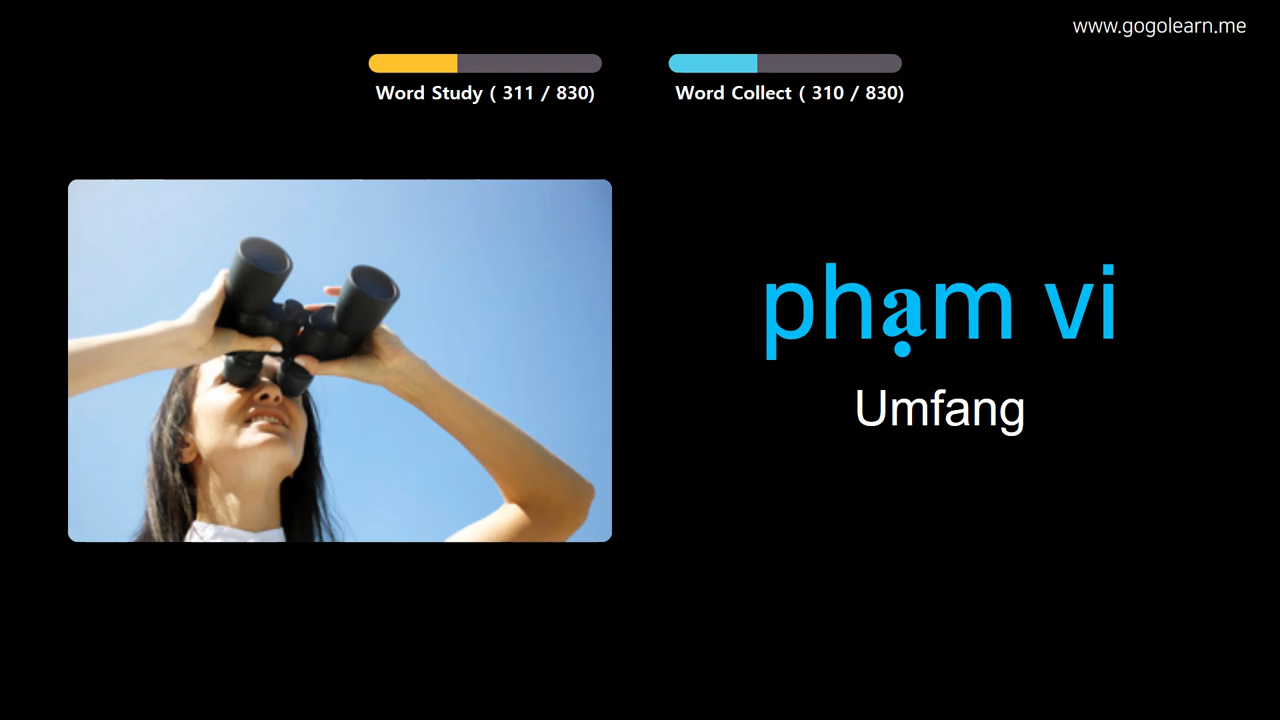 www.gogolearn.me
Word Study ( 311 / 830)
Word Collect ( 310 / 830)
phạm vi
Umfang